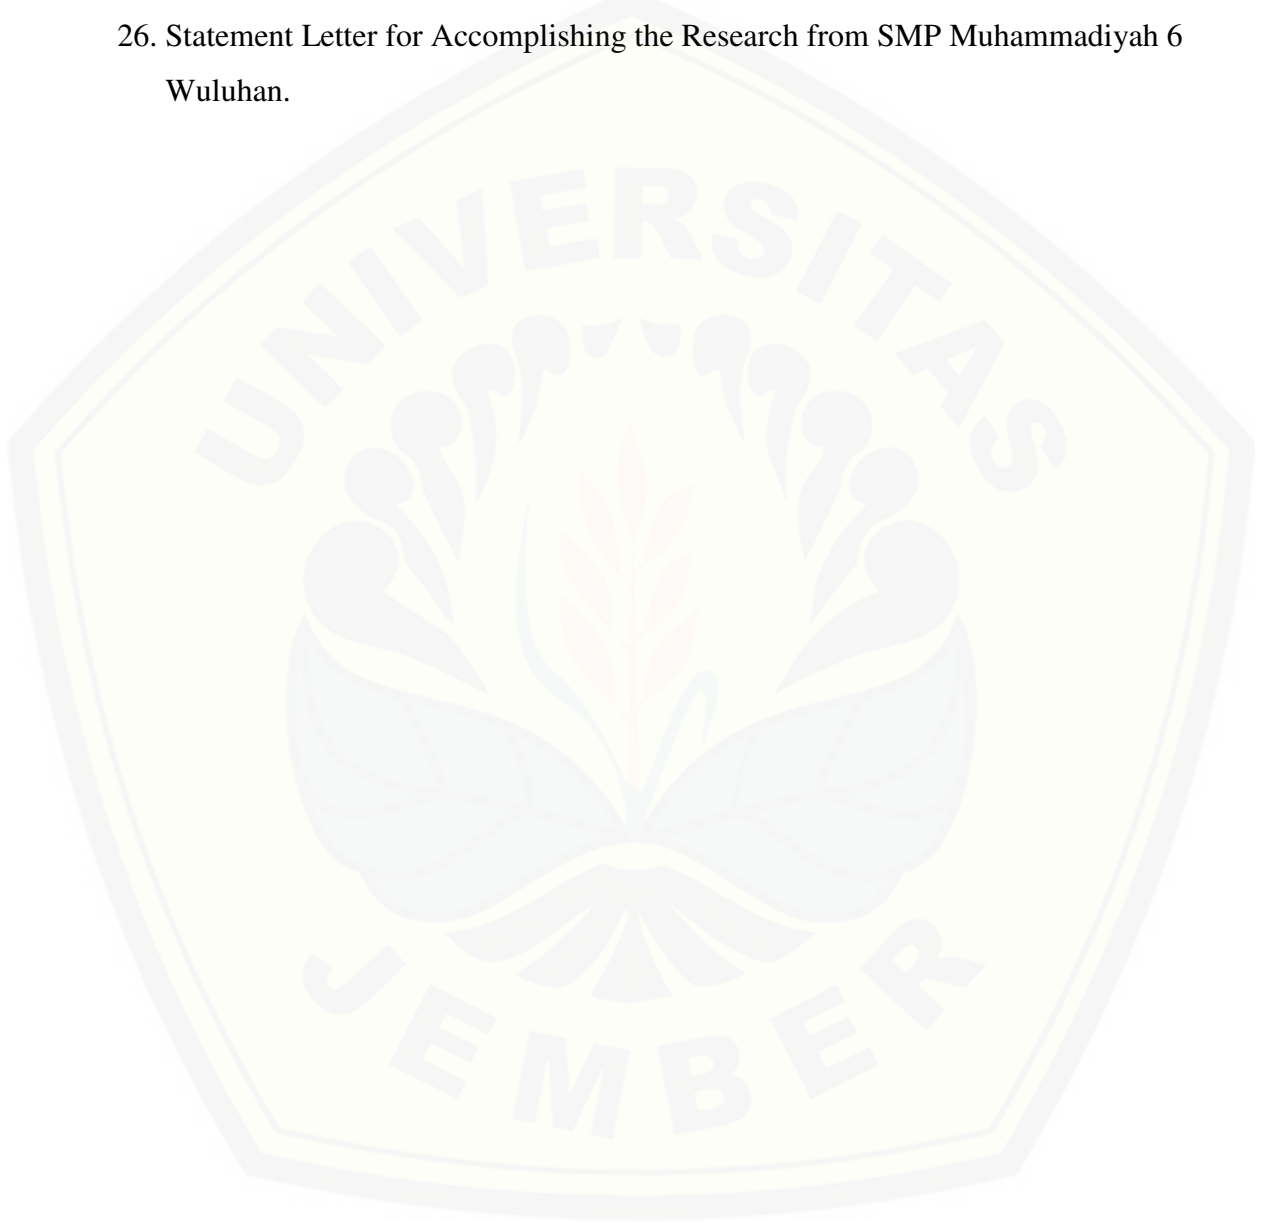 26. Statement Letter for Accomplishing the Research from SMP Muhammadiyah 6
Wuluhan.
UNIVERSITAS
JEMBER